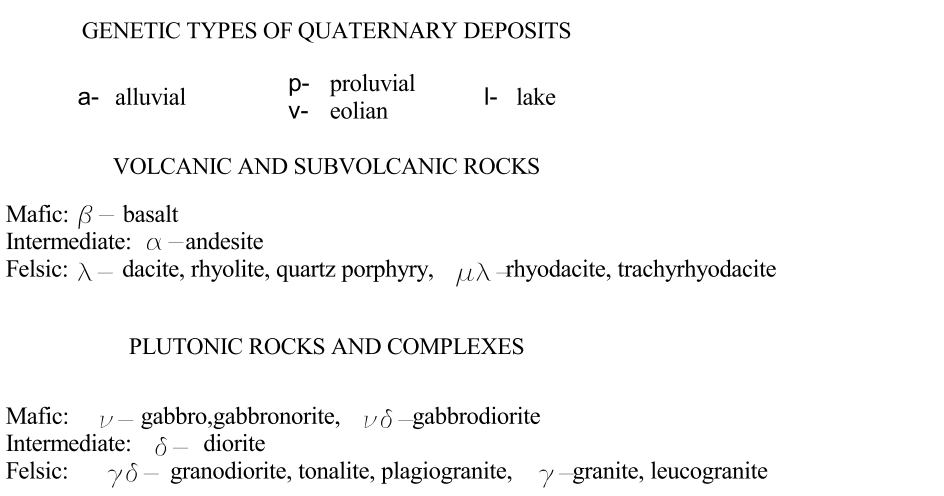 GENETIC TYPES OF QUATERNARY DEPOSITS
a- alluvial
p- proluvial
v- eolian
l- lake
VOLCANIC AND SUBVOLCANIC ROCKS
Mafic: β – basalt
Intermediate: α –andesite
Felsic: λ – dacite, rhyolite, quartz porphyry, μλ –rhyodacite, trachyrhyodacite
PLUTONIC ROCKS AND COMPLEXES
Mafic: ν – gabbro,gabbronorite, νδ –gabbrodiorite
Intermediate: δ – diorite
Felsic: γδ – granodiorite, tonalite, plagiogranite, γ –granite, leucogranite